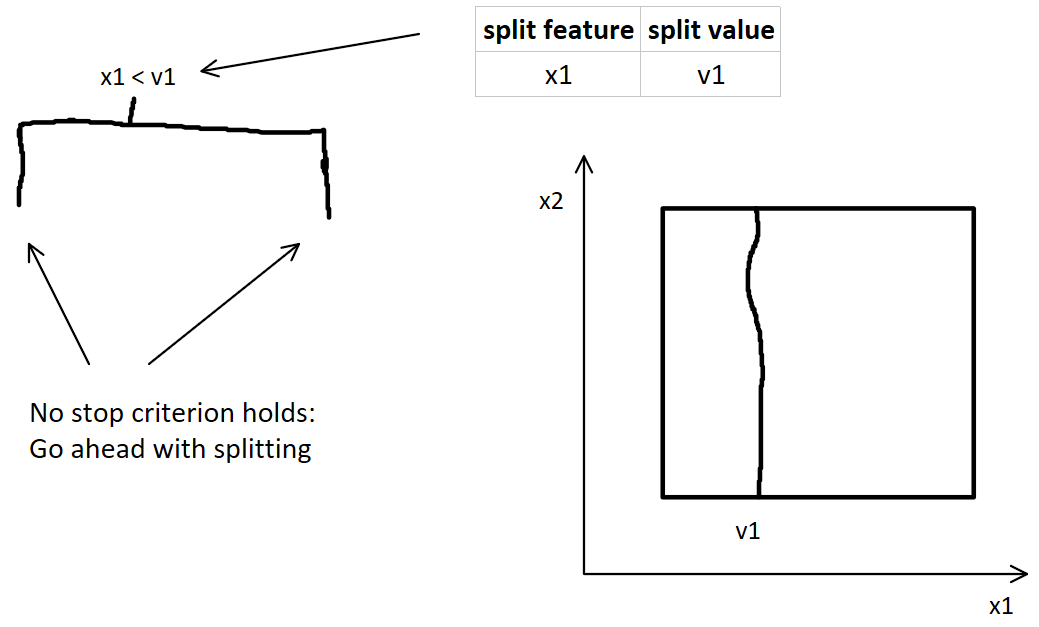 split feature split value
x1 v1
x1 < v1
x2
No stop criterion holds:
Go ahead with splitting
v1
x1